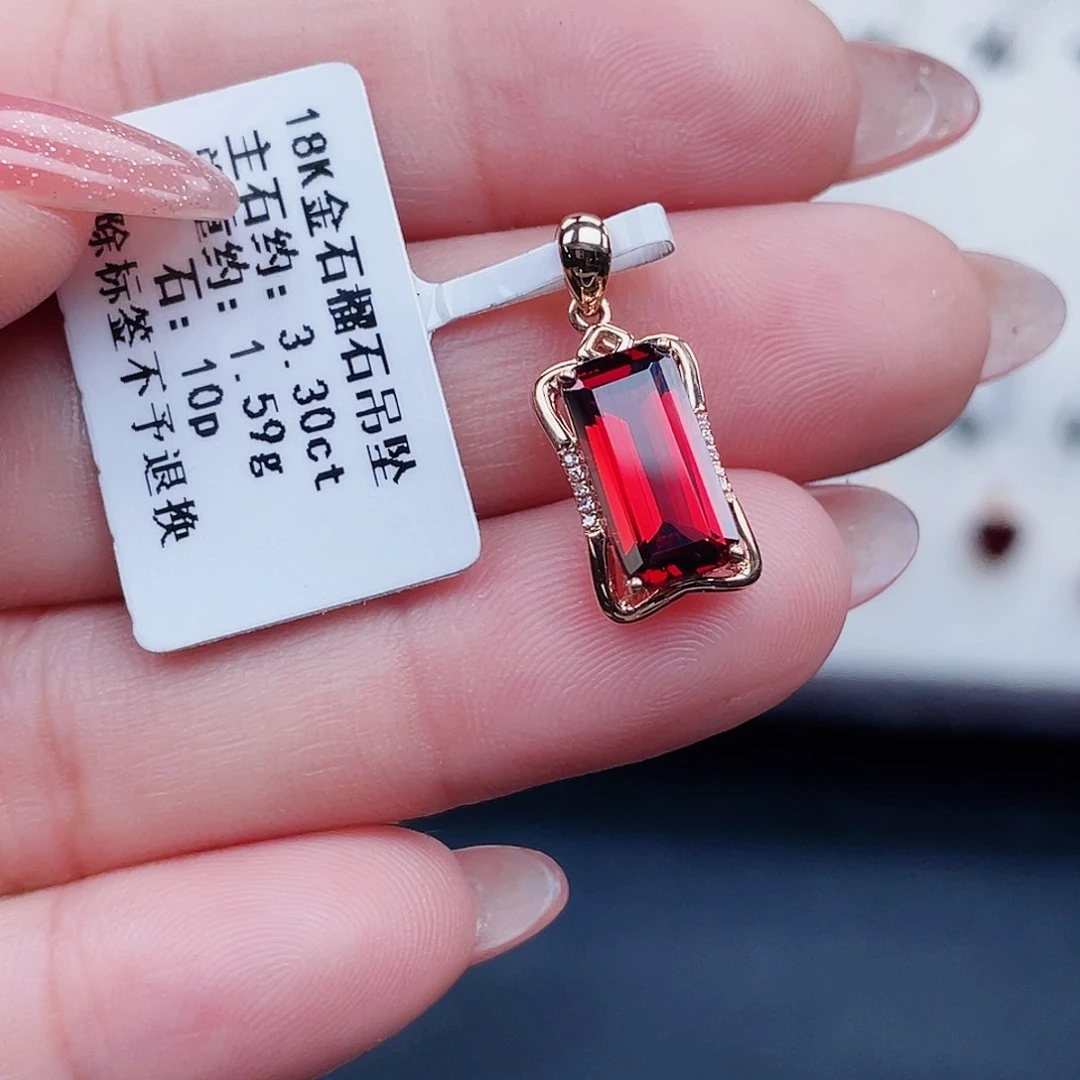 18K金石榴石吊坠
主石约: 3.30ct
重约: 1.59g
石: 10p
除标签不予退换